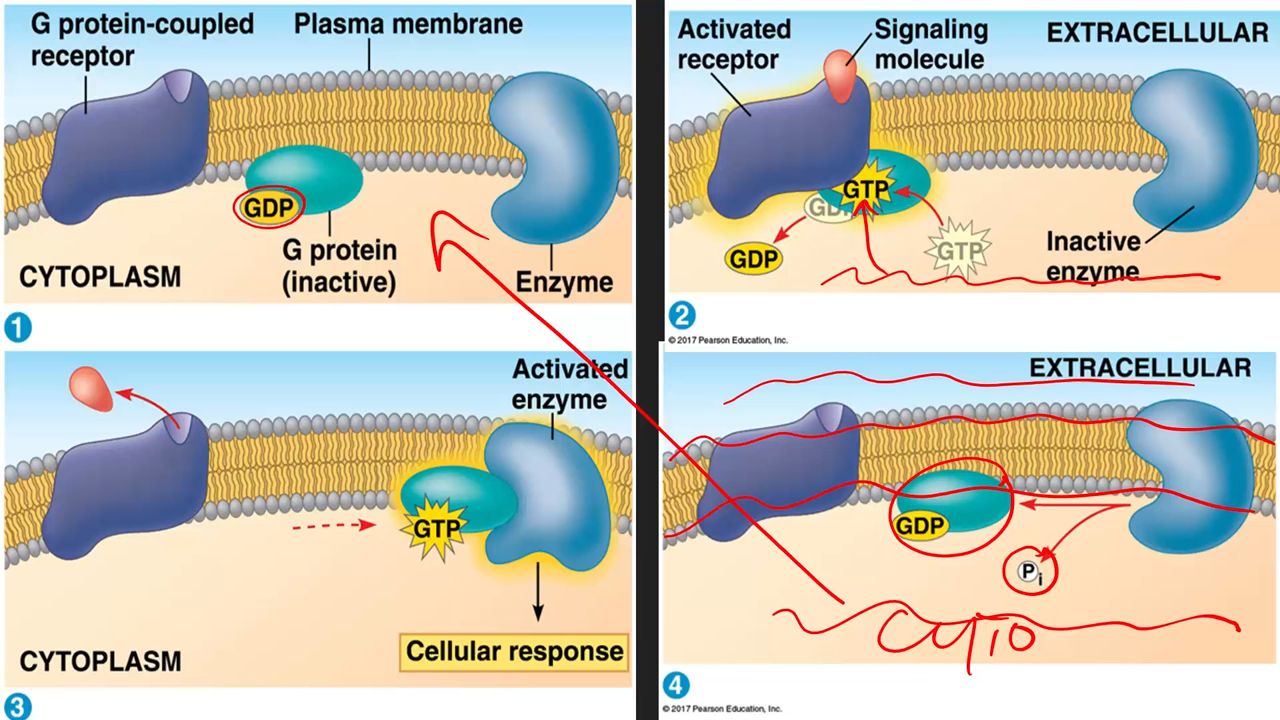 G protein-coupled
receptor
Plasma membrane
GDP
G protein
(inactive)
CYTOPLASM
Enzyme
1
Activated
receptor
Signaling
molecule
EXTRACELLULAR
GTP
GDP
GDP
GTP
Inactive
enzyme
2
© 2017 Pearson Education, Inc.
Activated
enzyme
GTP
Cellular response
CYTOPLASM
3
EXTRACELLULAR
GDP
Pi
cyto
4
© 2017 Pearson Education, Inc.